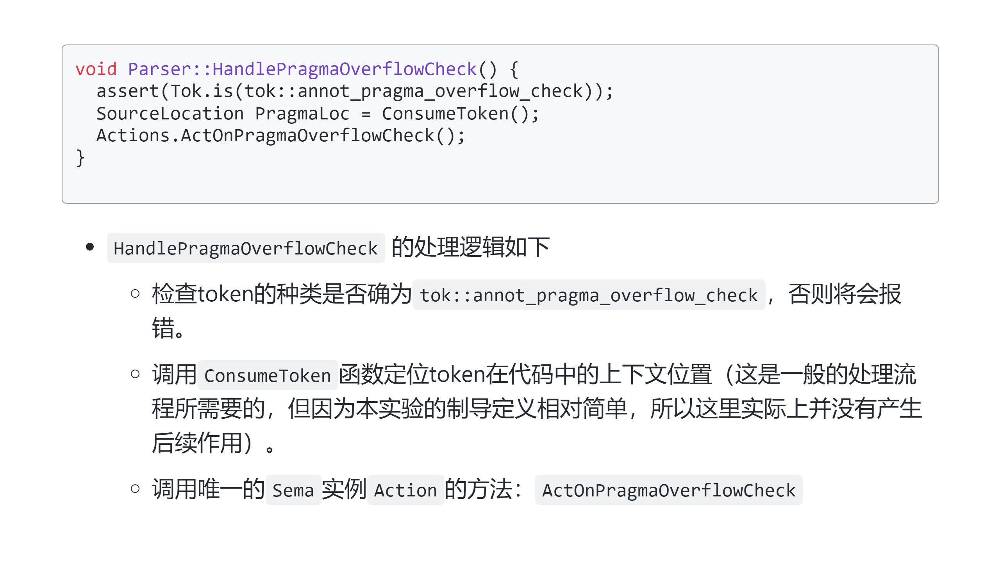 void Parser::HandlePragmaOverflowCheck() {
  assert(Tok.is(tok::annot_pragma_overflow_check));
  SourceLocation PragmaLoc = ConsumeToken();
  Actions.ActOnPragmaOverflowCheck();
}
• HandlePragmaOverflowCheck 的处理逻辑如下
○ 检查token的种类是否确为 tok::annot_pragma_overflow_check ，否则将会报
错。
○ 调用 ConsumeToken 函数定位token在代码中的上下文位置（这是一般的处理流
程所需要的，但因为本实验的制导定义相对简单，所以这里实际上并没有产生
后续作用）。
○ 调用唯一的 Sema 实例 Action 的方法： ActOnPragmaOverflowCheck